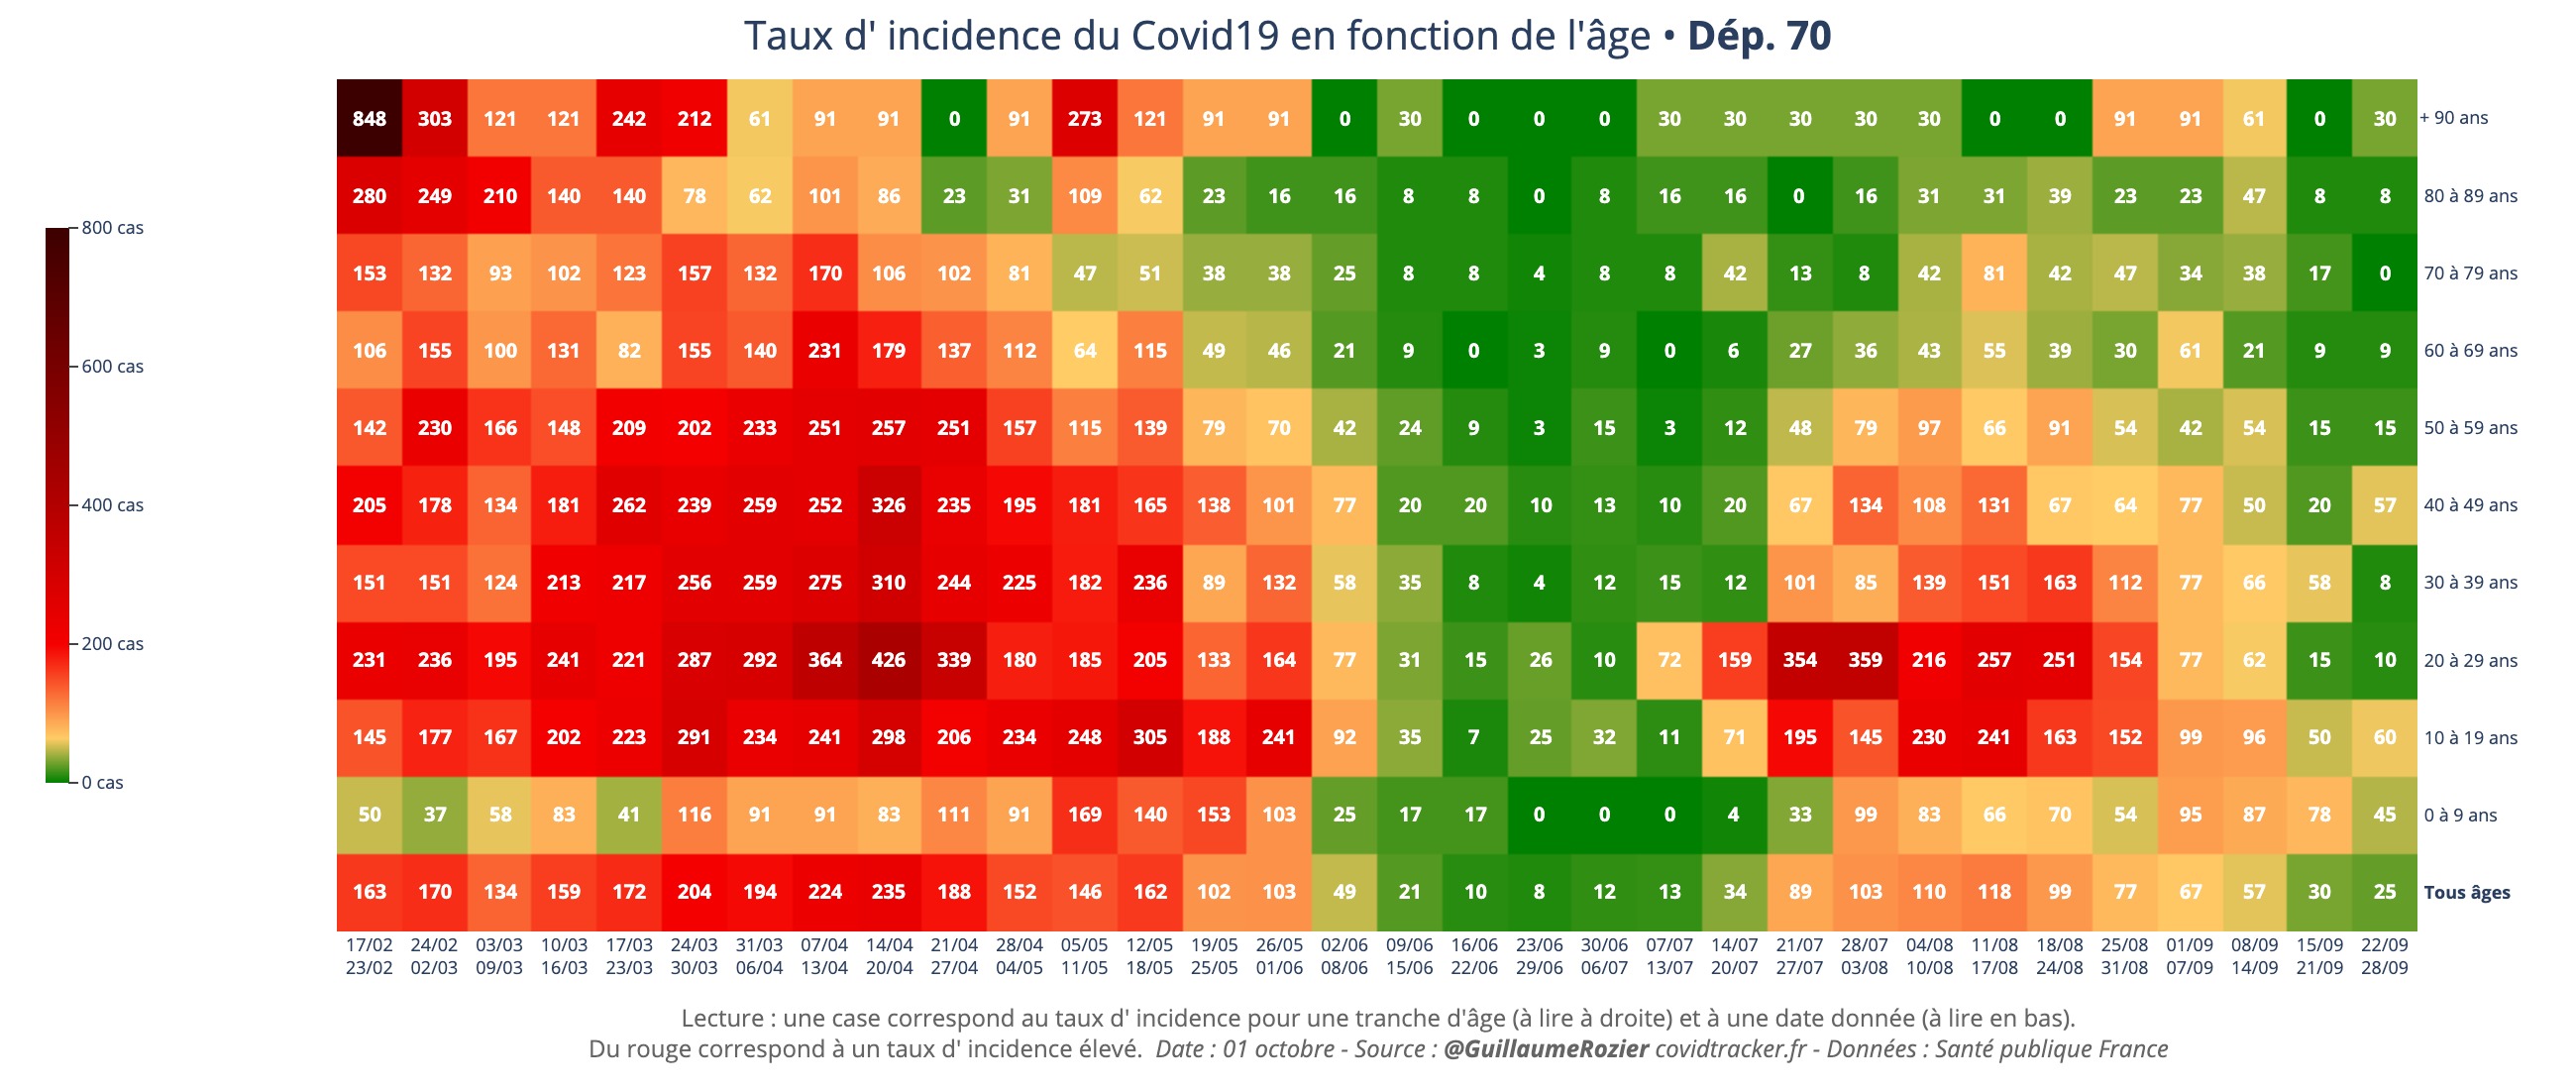 Taux d' incidence du Covid19 en fonction de l'âge • Dép. 70
848 303 121 121 242 212 61 91 91 0 91 273 121 91 91 0 30 0 0 0 30 30 30 30 30 0 0 91 91 61 0 30 + 90 ans
280 249 210 140 140 78 62 101 86 23 31 109 62 23 16 16 8 8 0 8 16 16 0 16 31 31 39 23 23 47 8 8 80 à 89 ans
800 cas
153 132 93 102 123 157 132 170 106 102 81 47 51 38 38 25 8 8 4 8 8 42 13 8 42 81 42 47 34 38 17 0 70 à 79 ans
106 155 100 131 82 155 140 231 179 137 112 64 115 49 46 21 9 0 3 9 0 6 27 36 43 55 39 30 61 21 9 9 60 à 69 ans
600 cas
142 230 166 148 209 202 233 251 257 251 157 115 139 79 70 42 24 9 3 15 3 12 48 79 97 66 91 54 42 54 15 15 50 à 59 ans
400 cas
205 178 134 181 262 239 259 252 326 235 195 181 165 138 101 77 20 20 10 13 10 20 67 134 108 131 67 64 77 50 20 57 40 à 49 ans
151 151 124 213 217 256 259 275 310 244 225 182 236 89 132 58 35 8 4 12 15 12 101 85 139 151 163 112 77 66 58 8 30 à 39 ans
200 cas
231 236 195 241 221 287 292 364 426 339 180 185 205 133 164 77 31 15 26 10 72 159 354 359 216 257 251 154 77 62 15 10 20 à 29 ans
145 177 167 202 223 291 234 241 298 206 234 248 305 188 241 92 35 7 25 32 11 71 195 145 230 241 163 152 99 96 50 60 10 à 19 ans
0 cas
50 37 58 83 41 116 91 91 83 111 91 169 140 153 103 25 17 17 0 0 0 4 33 99 83 66 70 54 95 87 78 45 0 à 9 ans
163 170 134 159 172 204 194 224 235 188 152 146 162 102 103 49 21 10 8 12 13 34 89 103 110 118 99 77 67 57 30 25 Tous âges
17/02 24/02 03/03 10/03 17/03 24/03 31/03 07/04 14/04 21/04 28/04 05/05 12/05 19/05 26/05 02/06 09/06 16/06 23/06 30/06 07/07 14/07 21/07 28/07 04/08 11/08 18/08 25/08 01/09 08/09 15/09 22/09
23/02 02/03 09/03 16/03 23/03 30/03 06/04 13/04 20/04 27/04 04/05 11/05 18/05 25/05 01/06 08/06 15/06 22/06 29/06 06/07 13/07 20/07 27/07 03/08 10/08 17/08 24/08 31/08 07/09 14/09 21/09 28/09
Lecture : une case correspond au taux d' incidence pour une tranche d'âge (à lire à droite) et à une date donnée (à lire en bas).
Du rouge correspond à un taux d' incidence élevé. Date : 01 octobre - Source : @GuillaumeRozier covidtracker.fr - Données : Santé publique France